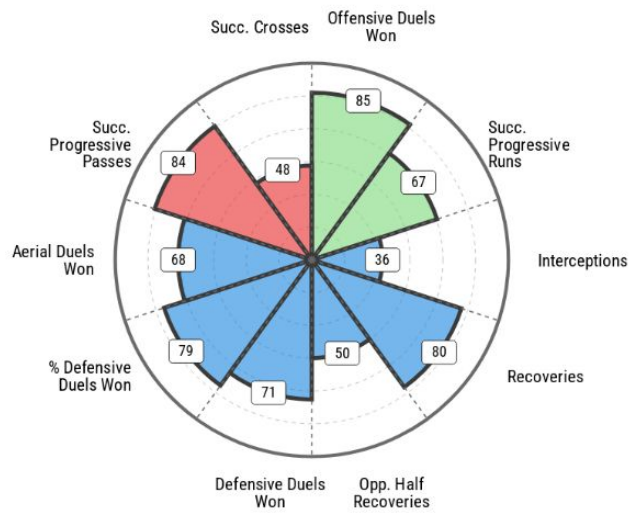 Succ. Crosses
Offensive Duels
Won
85
Succ.
Progressive
Runs
67
Interceptions
36
Recoveries
80
Opp. Half
Recoveries
50
Defensive Duels
Won
71
% Defensive
Duels Won
79
Aerial Duels
Won
68
Succ.
Progressive
Passes
84
48